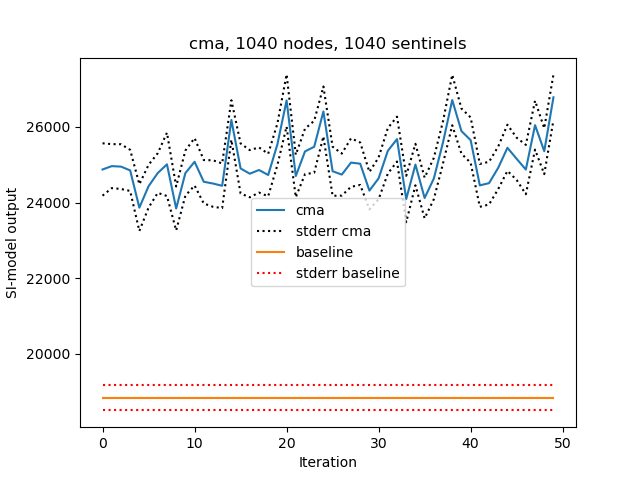 cma, 1040 nodes, 1040 sentinels
SI-model output
26000
24000
22000
20000
cma
stderr cma
baseline
stderr baseline
0 10 20 30 40 50
Iteration